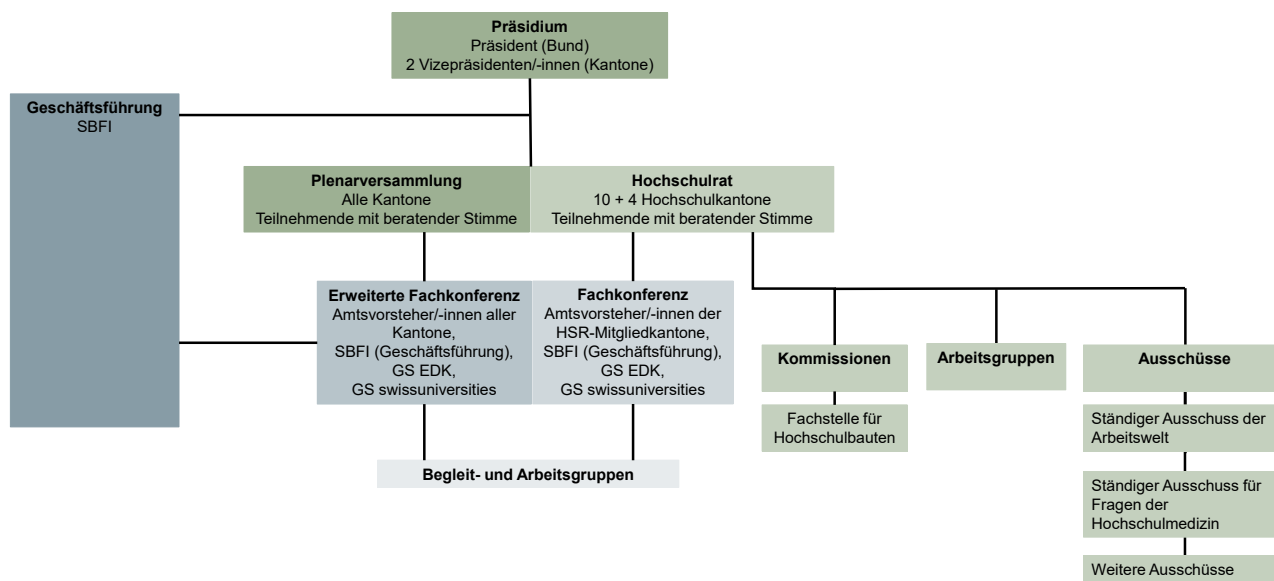 Präsidium
Präsident (Bund)
2 Vizepräsidenten/-innen (Kantone)
Geschäftsführung
SBFI
Plenarversammlung
Alle Kantone
Teilnehmende mit beratender Stimme
Hochschulrat
10 + 4 Hochschulkantone
Teilnehmende mit beratender Stimme
Erweiterte Fachkonferenz
Amtsvorsteher/-innen aller
Kantone,
SBFI (Geschäftsführung),
GS EDK,
GS swissuniversities
Fachkonferenz
Amtsvorsteher/-innen der
HSR-Mitgliedkantone,
SBFI (Geschäftsführung),
GS EDK,
GS swissuniversities
Kommissionen
Arbeitsgruppen
Ausschüsse
Fachstelle für
Hochschulbauten
Ständiger Ausschuss der
Arbeitswelt
Begleit- und Arbeitsgruppen
Ständiger Ausschuss für
Fragen der
Hochschulmedizin
Weitere Ausschüsse